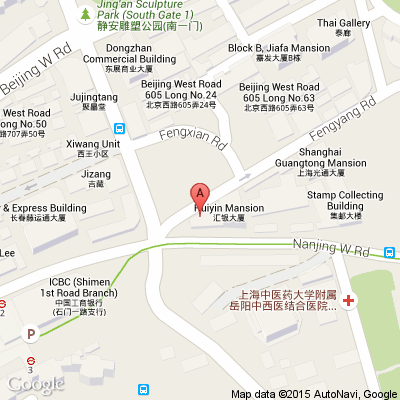 Jing'an Sculpture
Park (South Gate 1)
静安雕塑公园(南一门)
Thai Gallery
泰廊
Beijing W Rd
Dongzhan
Commercial Building
东展商业大厦
Block B, Jiafa Mansion
嘉发大厦B栋
Jujingtang
聚鼎堂
Beijing West Road
605 Long No.24
北京西路605弄24号
Beijing West Road
605 Long No.63
北京西路605弄63号
West Road
Long No.50
路707弄50号
Fengxian Rd
Fengyang Rd
Xiwang Unit
西王小区
Shanghai
Guangtong Mansion
上海光通大厦
Jizang
吉藏
A
Stamp Collecting
Building
集邮大楼
y & Express Building
长春藤运通大厦
Huiyin Mansion
汇银大厦
Nanjing W Rd
Lee
ICBC (Shimen
1st Road Branch)
中国工商银行
(石门一路支行)
上海中医药大学附属
岳阳中西医结合医院...
2
P
3
©2015 AutoNavi, Google